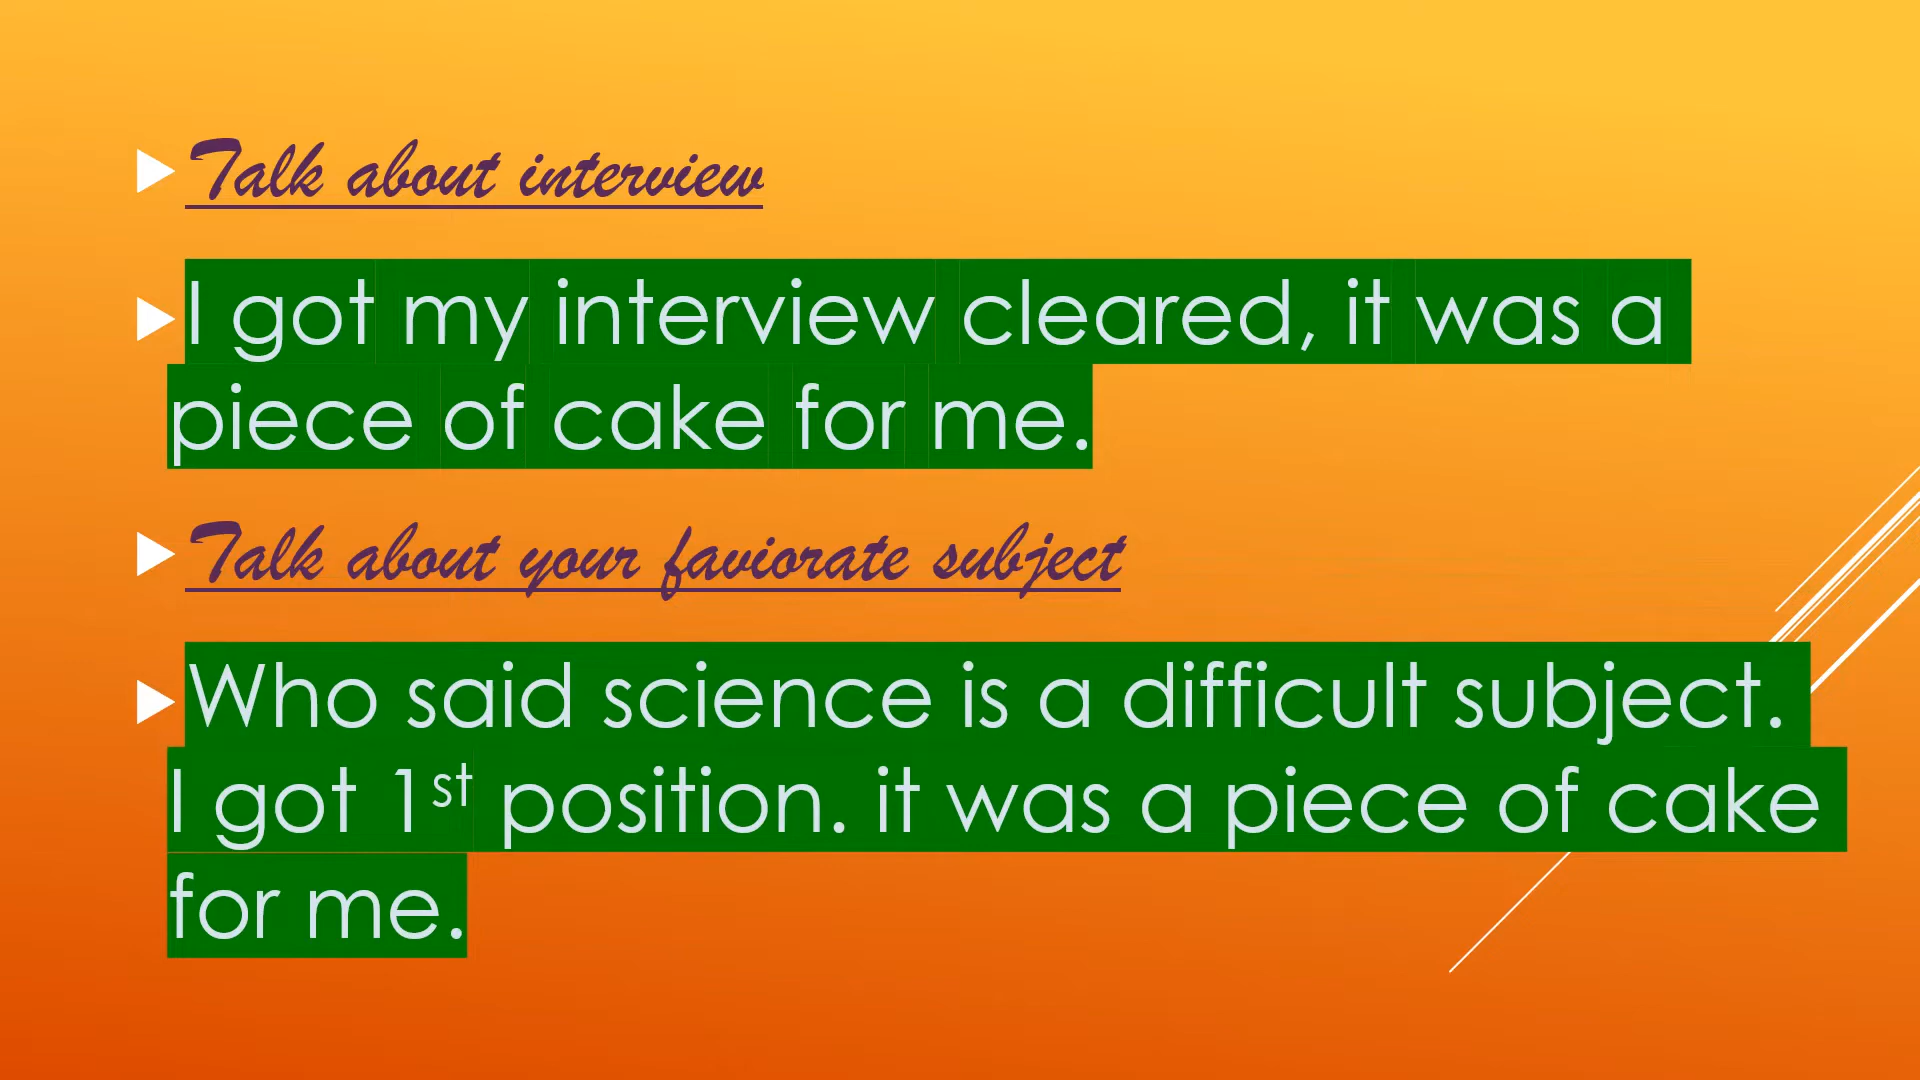 Talk about interview
I got my interview cleared, it was a
piece of cake for me.
Talk about your faviorate subject
Who said science is a difficult subject.
I got 1st position. it was a piece of cake
for me.